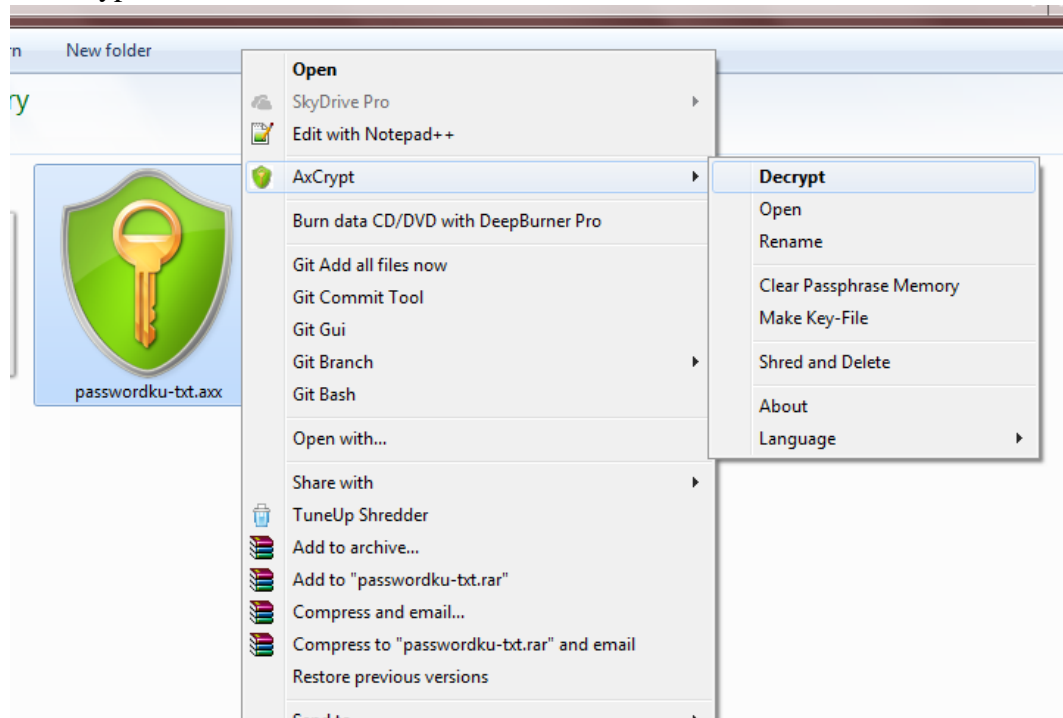 New folder
Open
SkyDrive Pro
Edit with Notepad++
AxCrypt
Burn data CD/DVD with DeepBurner Pro
Git Add all files now
Git Commit Tool
Git Gui
Git Branch
Git Bash
Open with...
Share with
TuneUp Shredder
Add to archive...
Add to "passwordku-txt.rar"
Compress and email...
Compress to "passwordku-txt.rar" and email
Restore previous versions
Decrypt
Open
Rename
Clear Passphrase Memory
Make Key-File
Shred and Delete
About
Language
passwordku-txt.axx